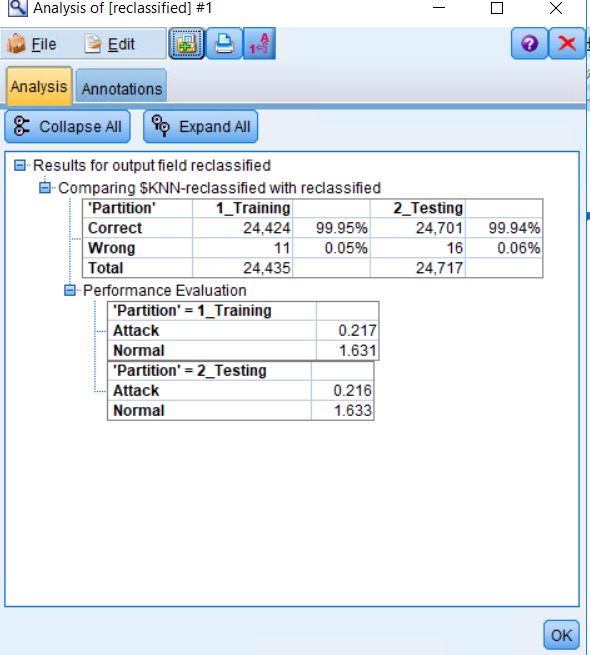 Analysis of [reclassified] #1
File Edit
Analysis Annotations
Collapse All Expand All
Results for output field reclassified
Comparing $KNN-reclassified with reclassified
'Partition' 1_Training 2_Testing
Correct 24,424 99.95% 24,701 99.94%
Wrong 11 0.05% 16 0.06%
Total 24,435 24,717
Performance Evaluation
'Partition' = 1_Training
Attack 0.217
Normal 1.631
'Partition' = 2_Testing
Attack 0.216
Normal 1.633
OK